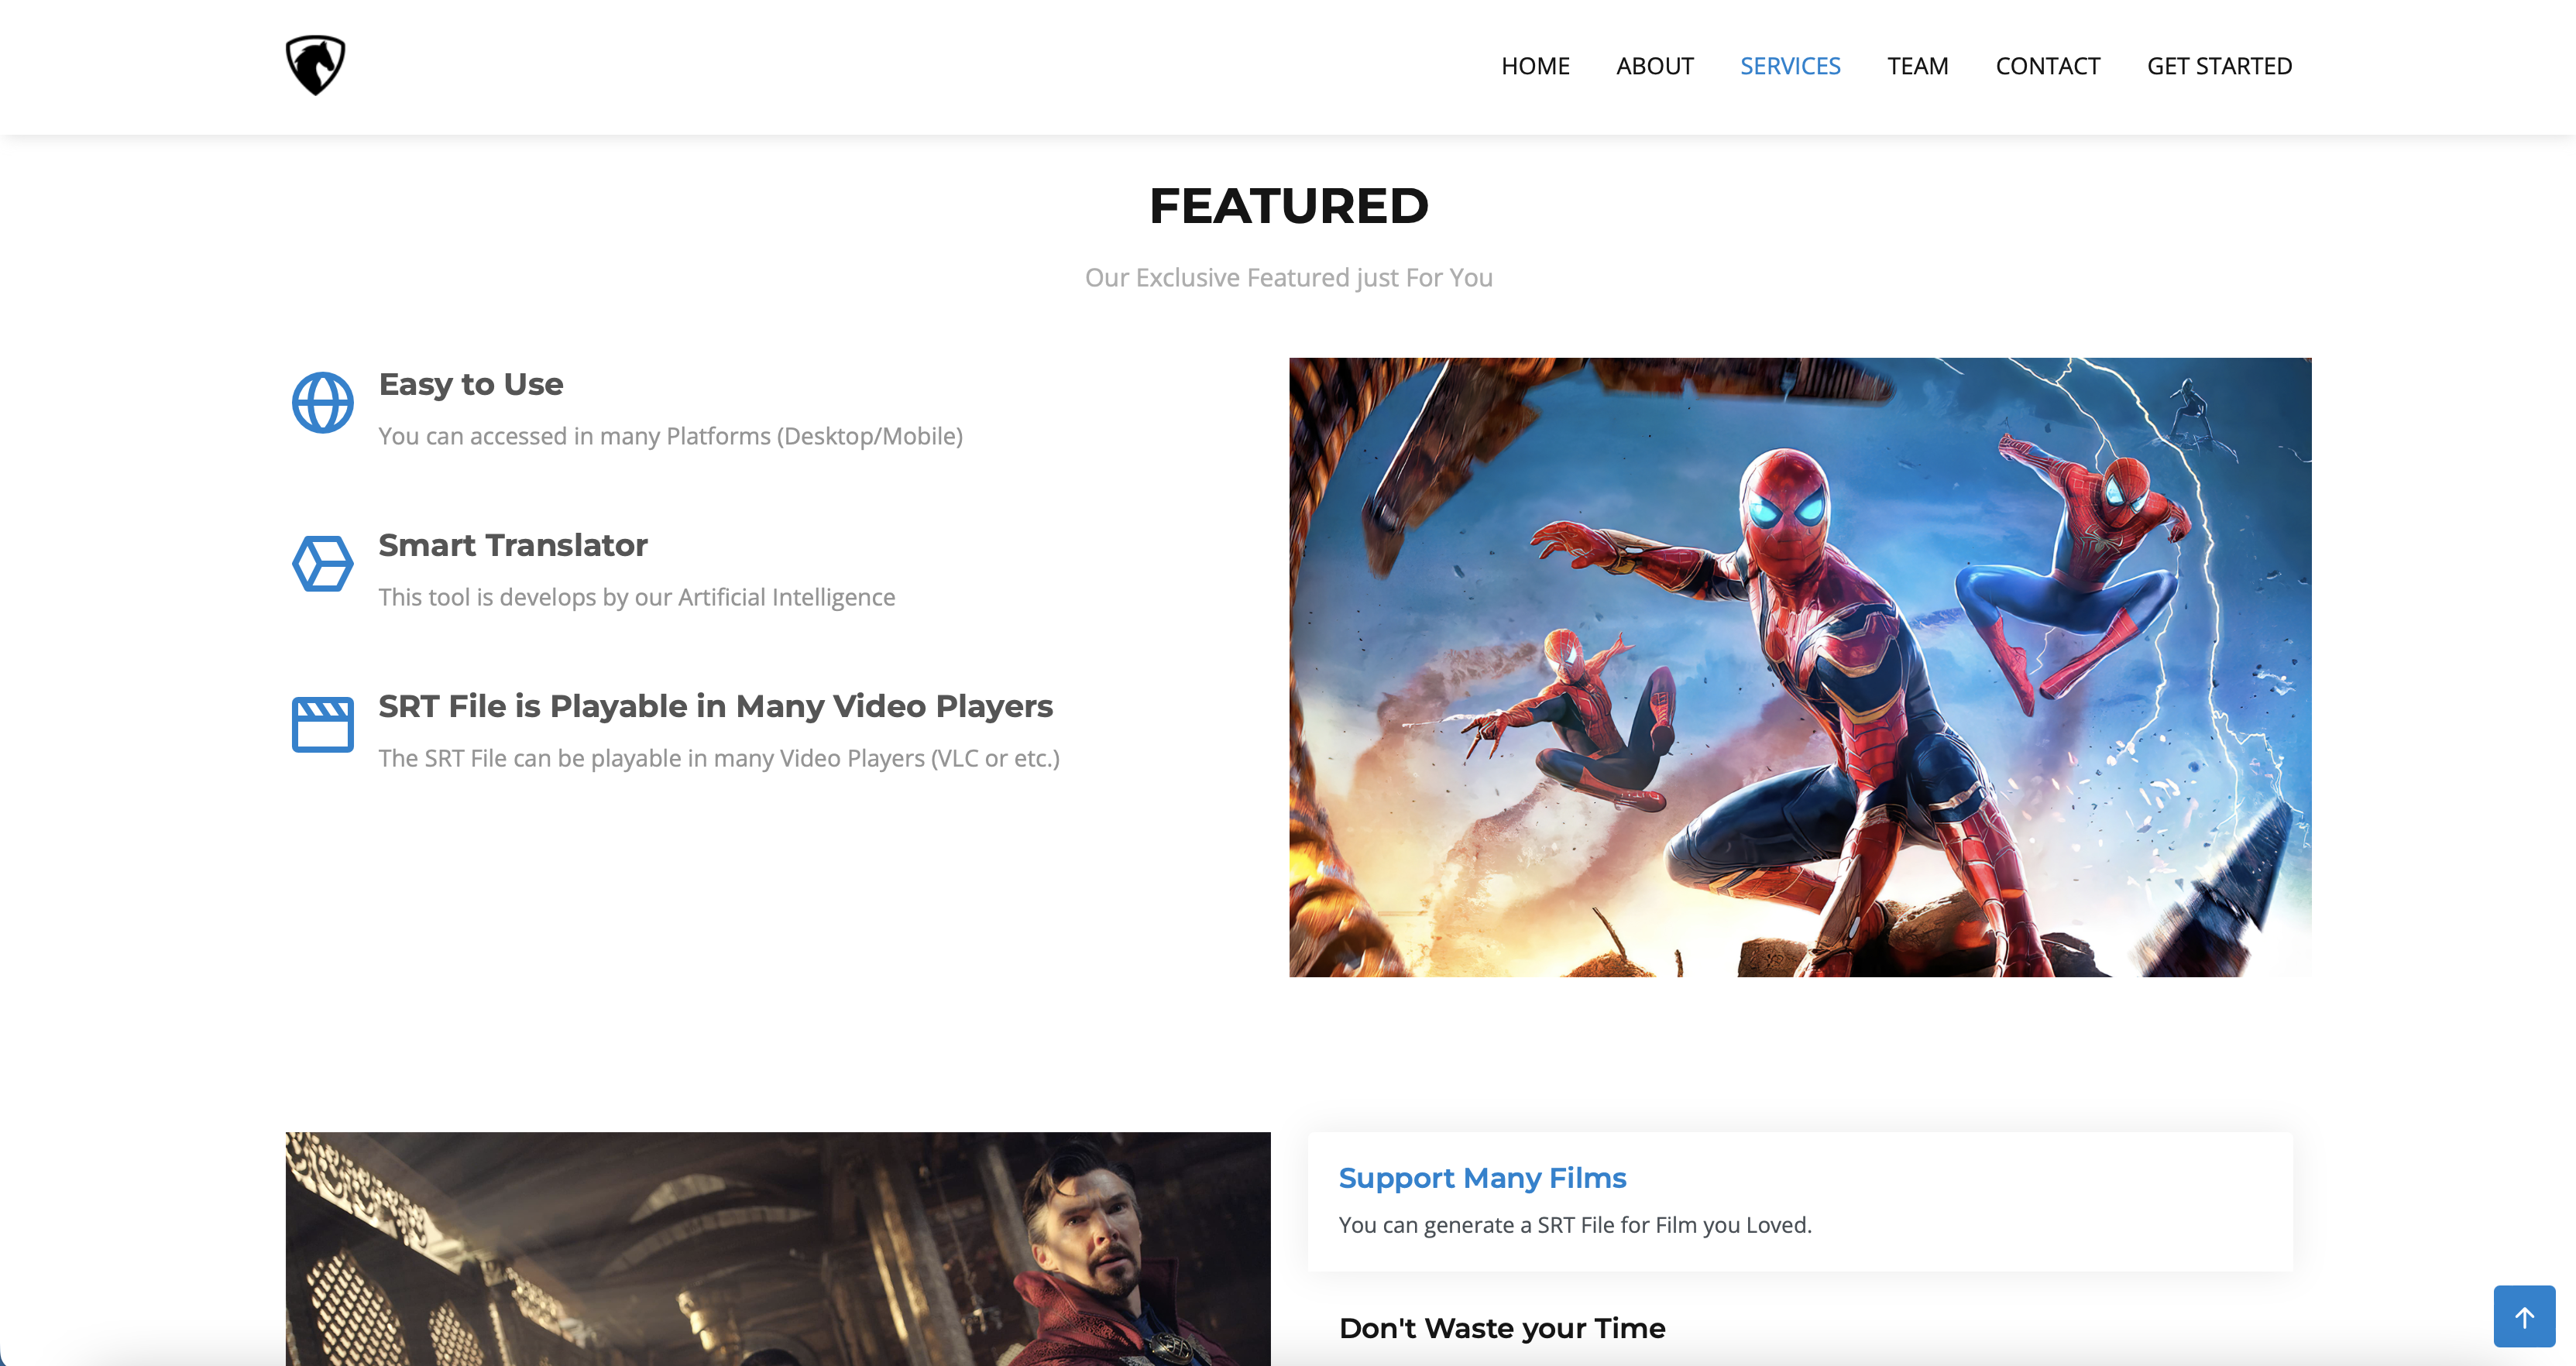 HOME ABOUT SERVICES TEAM CONTACT GET STARTED
FEATURED
Our Exclusive Featured just For You
Easy to Use
You can accessed in many Platforms (Desktop/Mobile)
Smart Translator
This tool is develops by our Artificial Intelligence
SRT File is Playable in Many Video Players
The SRT File can be playable in many Video Players (VLC or etc.)
Support Many Films
You can generate a SRT File for Film you Loved.
Don't Waste your Time